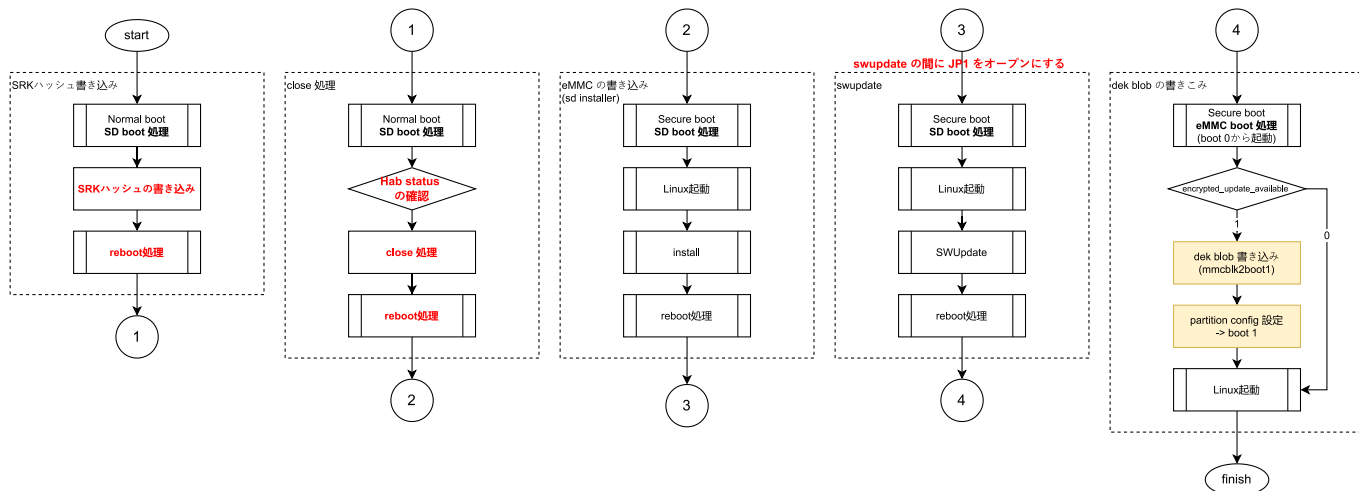 start
SRKハッシュ書き込み
Normal boot
SD boot 処理
SRKハッシュの書き込み
reboot処理
1
1
close 処理
Normal boot
SD boot 処理
Hab status
の確認
close 処理
reboot処理
2
2
eMMC の書き込み
(sd installer)
Secure boot
SD boot 処理
Linux起動
install
reboot処理
3
3
swupdate の間に JP1 をオープンにする
swupdate
Secure boot
SD boot 処理
Linux起動
SWUpdate
reboot処理
4
4
dek blob の書きこみ
Secure boot
eMMC boot 処理
(boot 0から起動)
encrypted_update_available
1
0
dek blob 書き込み
(mmcblk2boot1)
partition config 設定
-> boot 1
Linux起動
finish